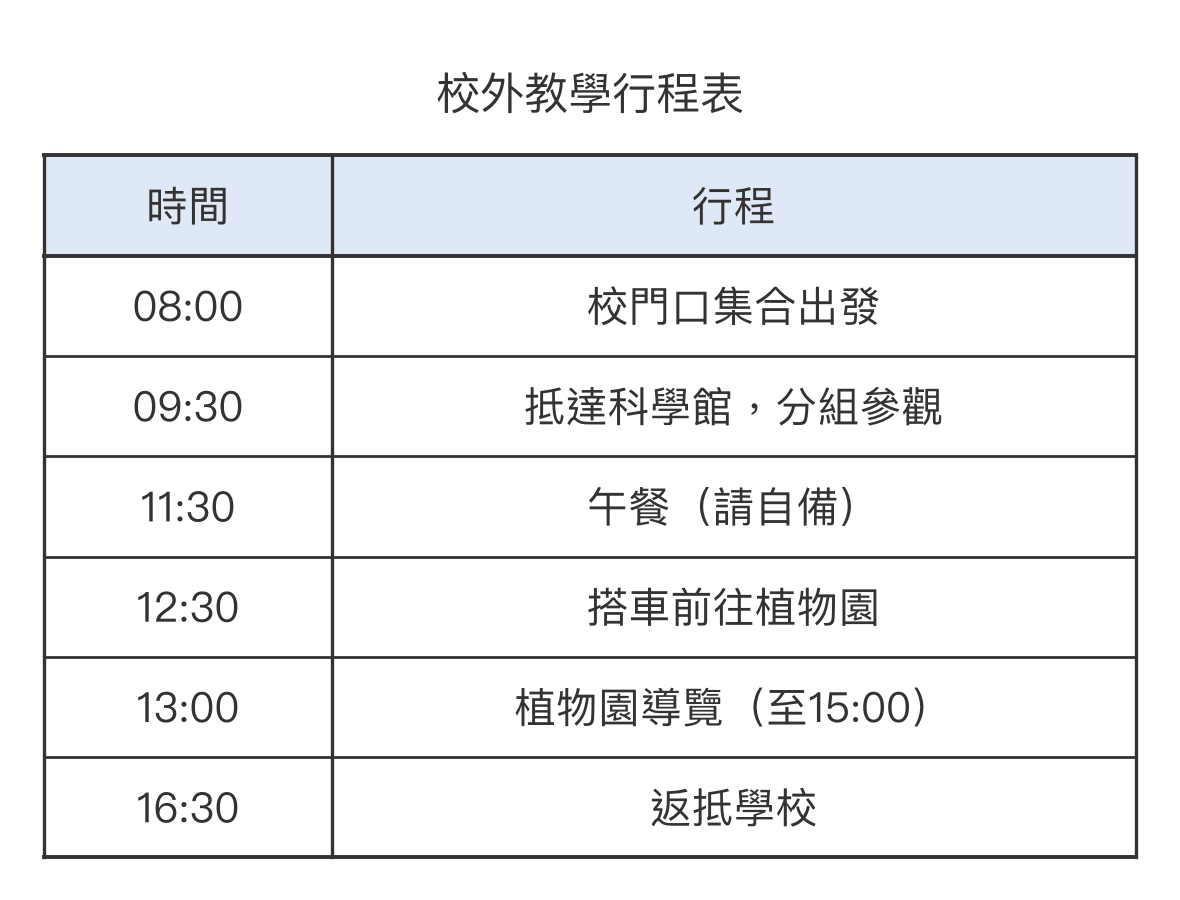 校外教學行程表
時間 行程
08:00 校門口集合出發
09:30 抵達科學館，分組參觀
11:30 午餐（請自備）
12:30 搭車前往植物園
13:00 植物園導覽（至15:00）
16:30 返抵學校